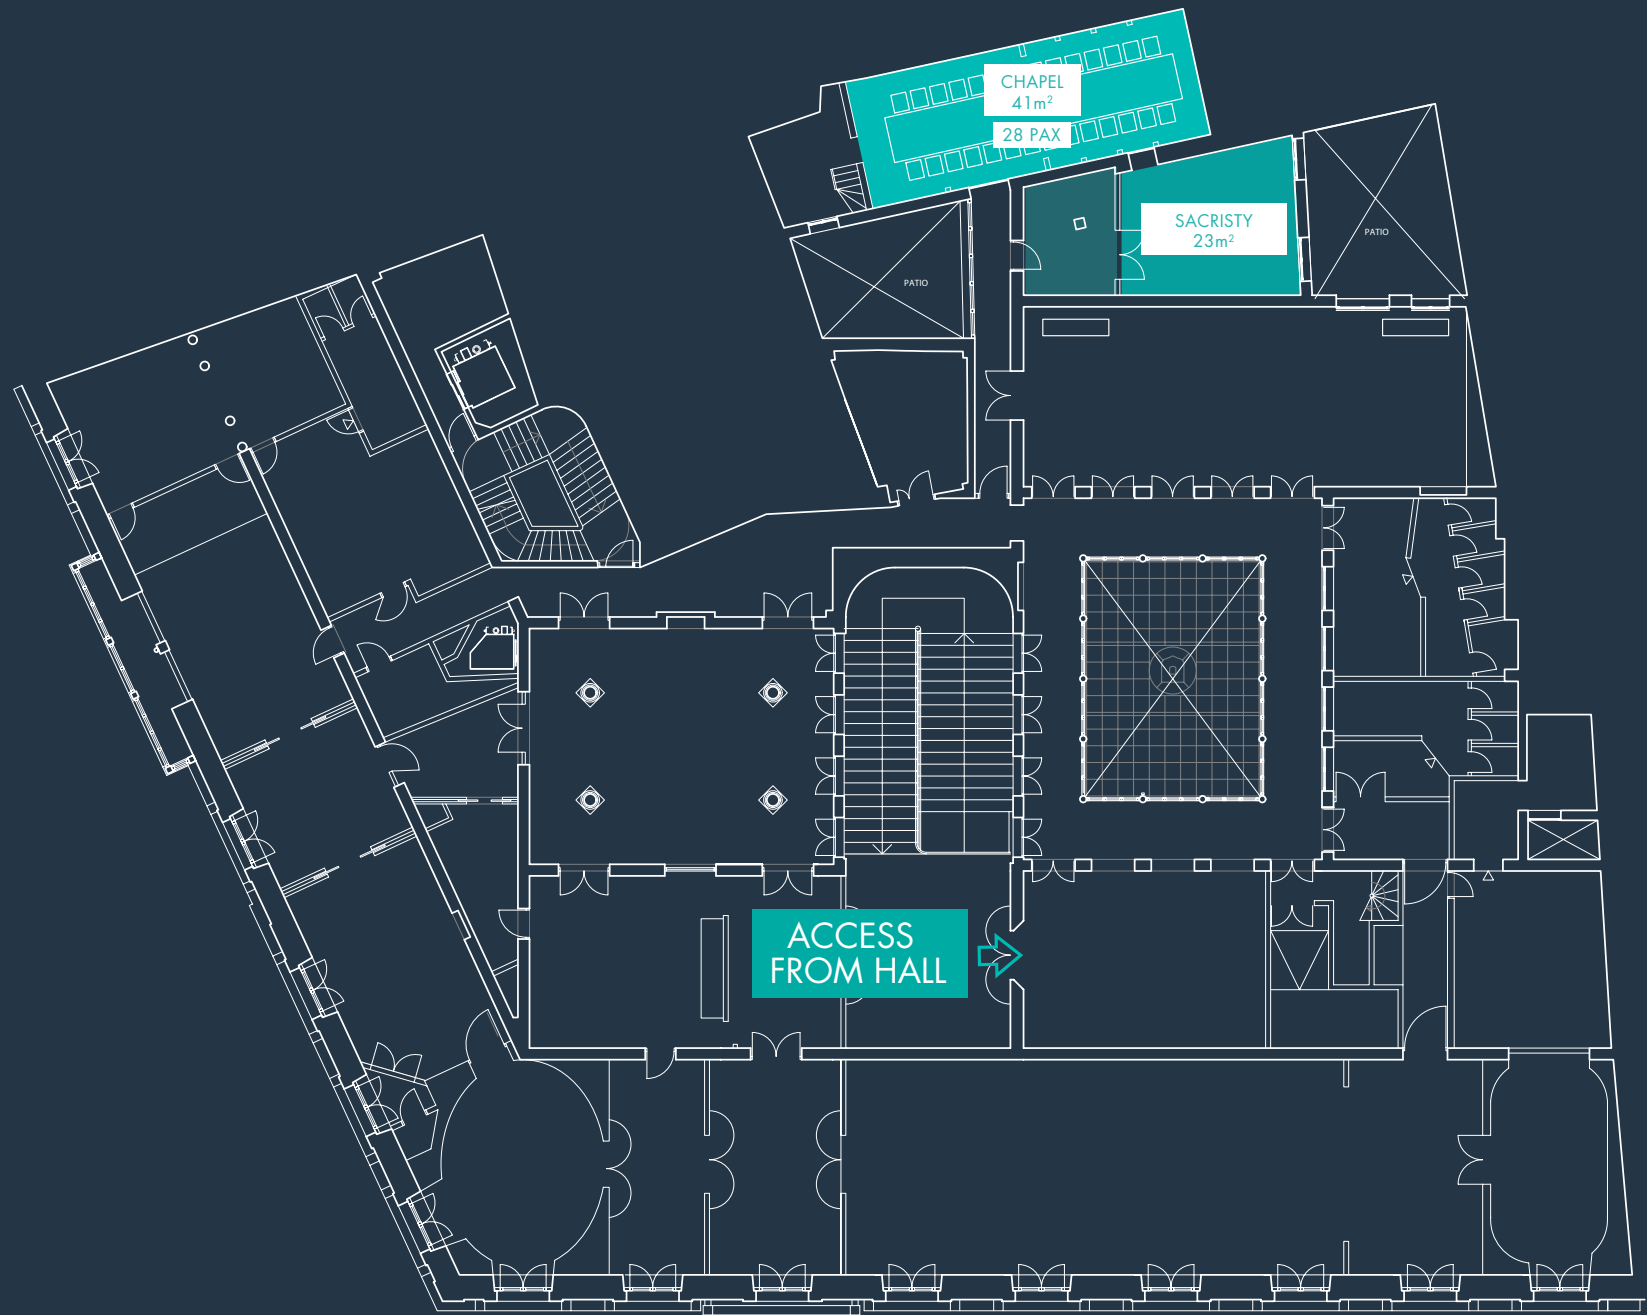 CHAPEL
41m²
28 PAX
SACRISTY
23m²
PATIO
PATIO
ACCESS
FROM HALL